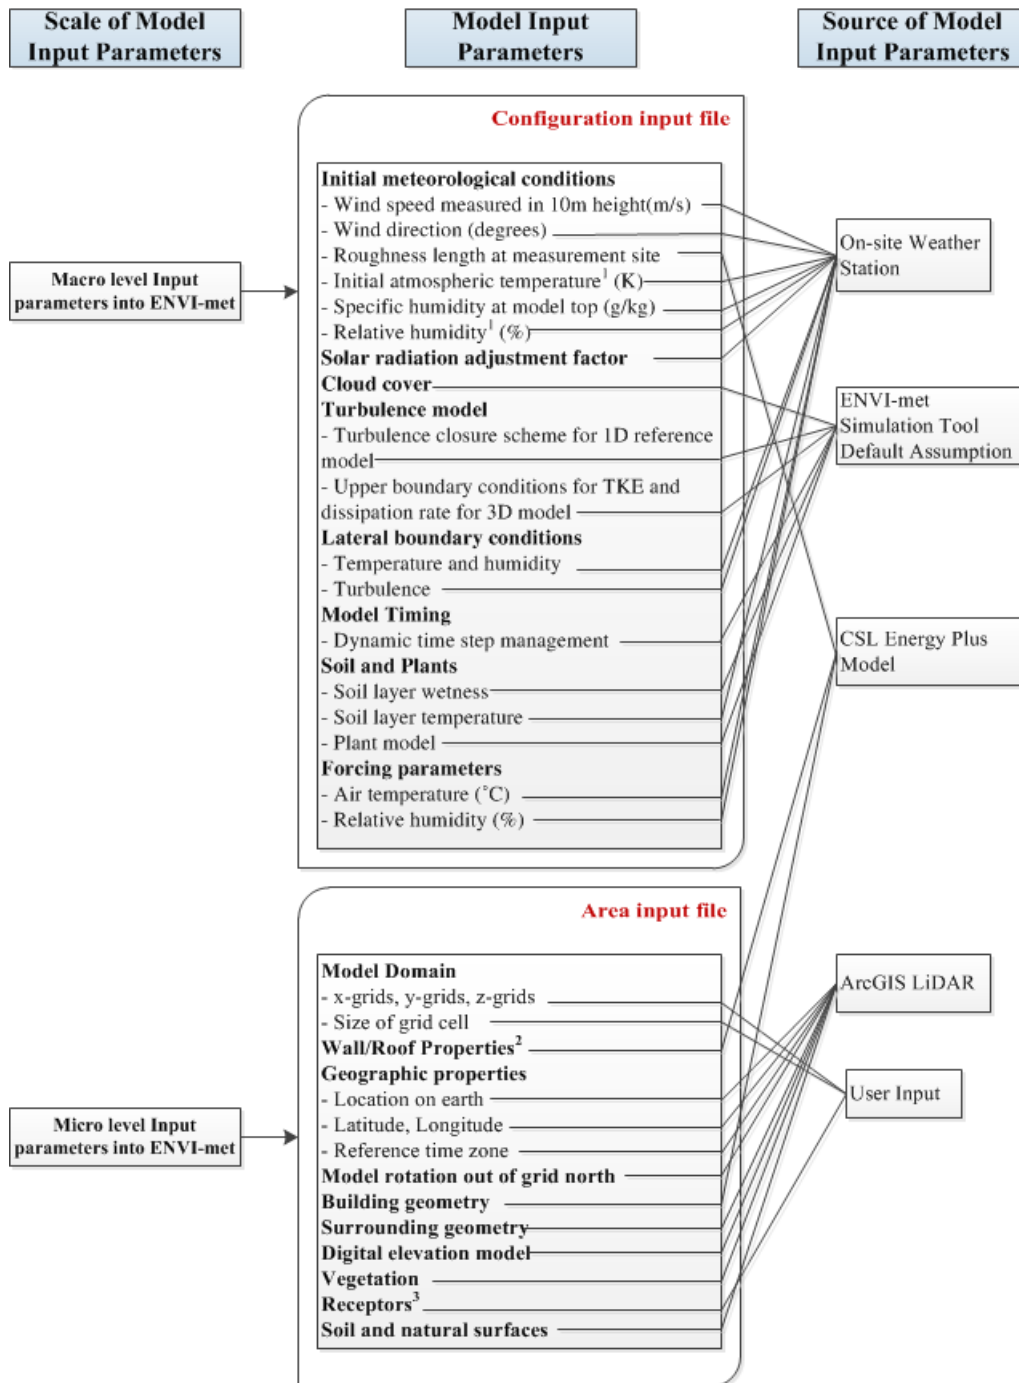 Scale of Model
Input Parameters
Model Input
Parameters
Source of Model
Input Parameters
Configuration input file
Initial meteorological conditions
- Wind speed measured in 10m height(m/s)
- Wind direction (degrees)
- Roughness length at measurement site
- Initial atmospheric temperature¹ (K)
- Specific humidity at model top (g/kg)
- Relative humidity¹ (%)
Solar radiation adjustment factor
Cloud cover
Turbulence model
- Turbulence closure scheme for 1D reference
model
- Upper boundary conditions for TKE and
dissipation rate for 3D model
Lateral boundary conditions
- Temperature and humidity
- Turbulence
Model Timing
- Dynamic time step management
Soil and Plants
- Soil layer wetness
- Soil layer temperature
- Plant model
Forcing parameters
- Air temperature (˚C)
- Relative humidity (%)
Macro level Input
parameters into ENVI-met
On-site Weather
Station
ENVI-met
Simulation Tool
Default Assumption
CSL Energy Plus
Model
Area input file
Model Domain
- x-grids, y-grids, z-grids
- Size of grid cell
Wall/Roof Properties²
Geographic properties
- Location on earth
- Latitude, Longitude
- Reference time zone
Model rotation out of grid north
Building geometry
Surrounding geometry
Digital elevation model
Vegetation
Receptors³
Soil and natural surfaces
Micro level Input
parameters into ENVI-met
ArcGIS LiDAR
User Input